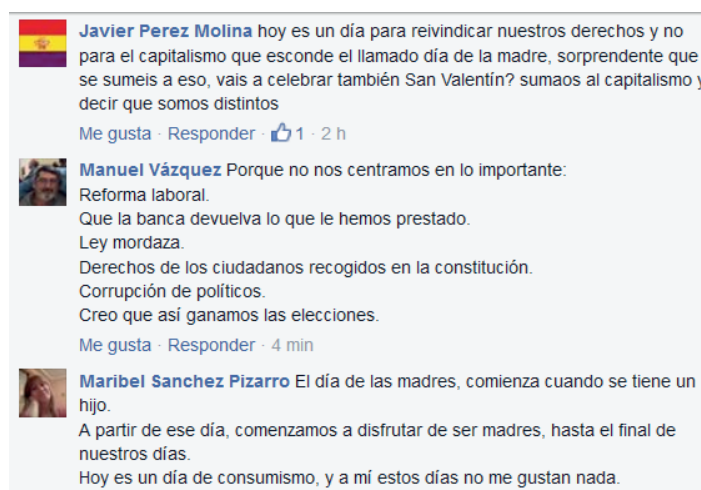 Javier Perez Molina hoy es un día para reivindicar nuestros derechos y no
para el capitalismo que esconde el llamado día de la madre, sorprendente que
se sumeis a eso, vais a celebrar también San Valentín? sumaos al capitalismo y
decir que somos distintos
Me gusta · Responder · 1 · 2 h
Manuel Vázquez Porque no nos centramos en lo importante:
Reforma laboral.
Que la banca devuelva lo que le hemos prestado.
Ley mordaza.
Derechos de los ciudadanos recogidos en la constitución.
Corrupción de políticos.
Creo que así ganamos las elecciones.
Me gusta · Responder · 4 min
Maribel Sanchez Pizarro El día de las madres, comienza cuando se tiene un
hijo.
A partir de ese día, comenzamos a disfrutar de ser madres, hasta el final de
nuestros días.
Hoy es un día de consumismo, y a mí estos días no me gustan nada.